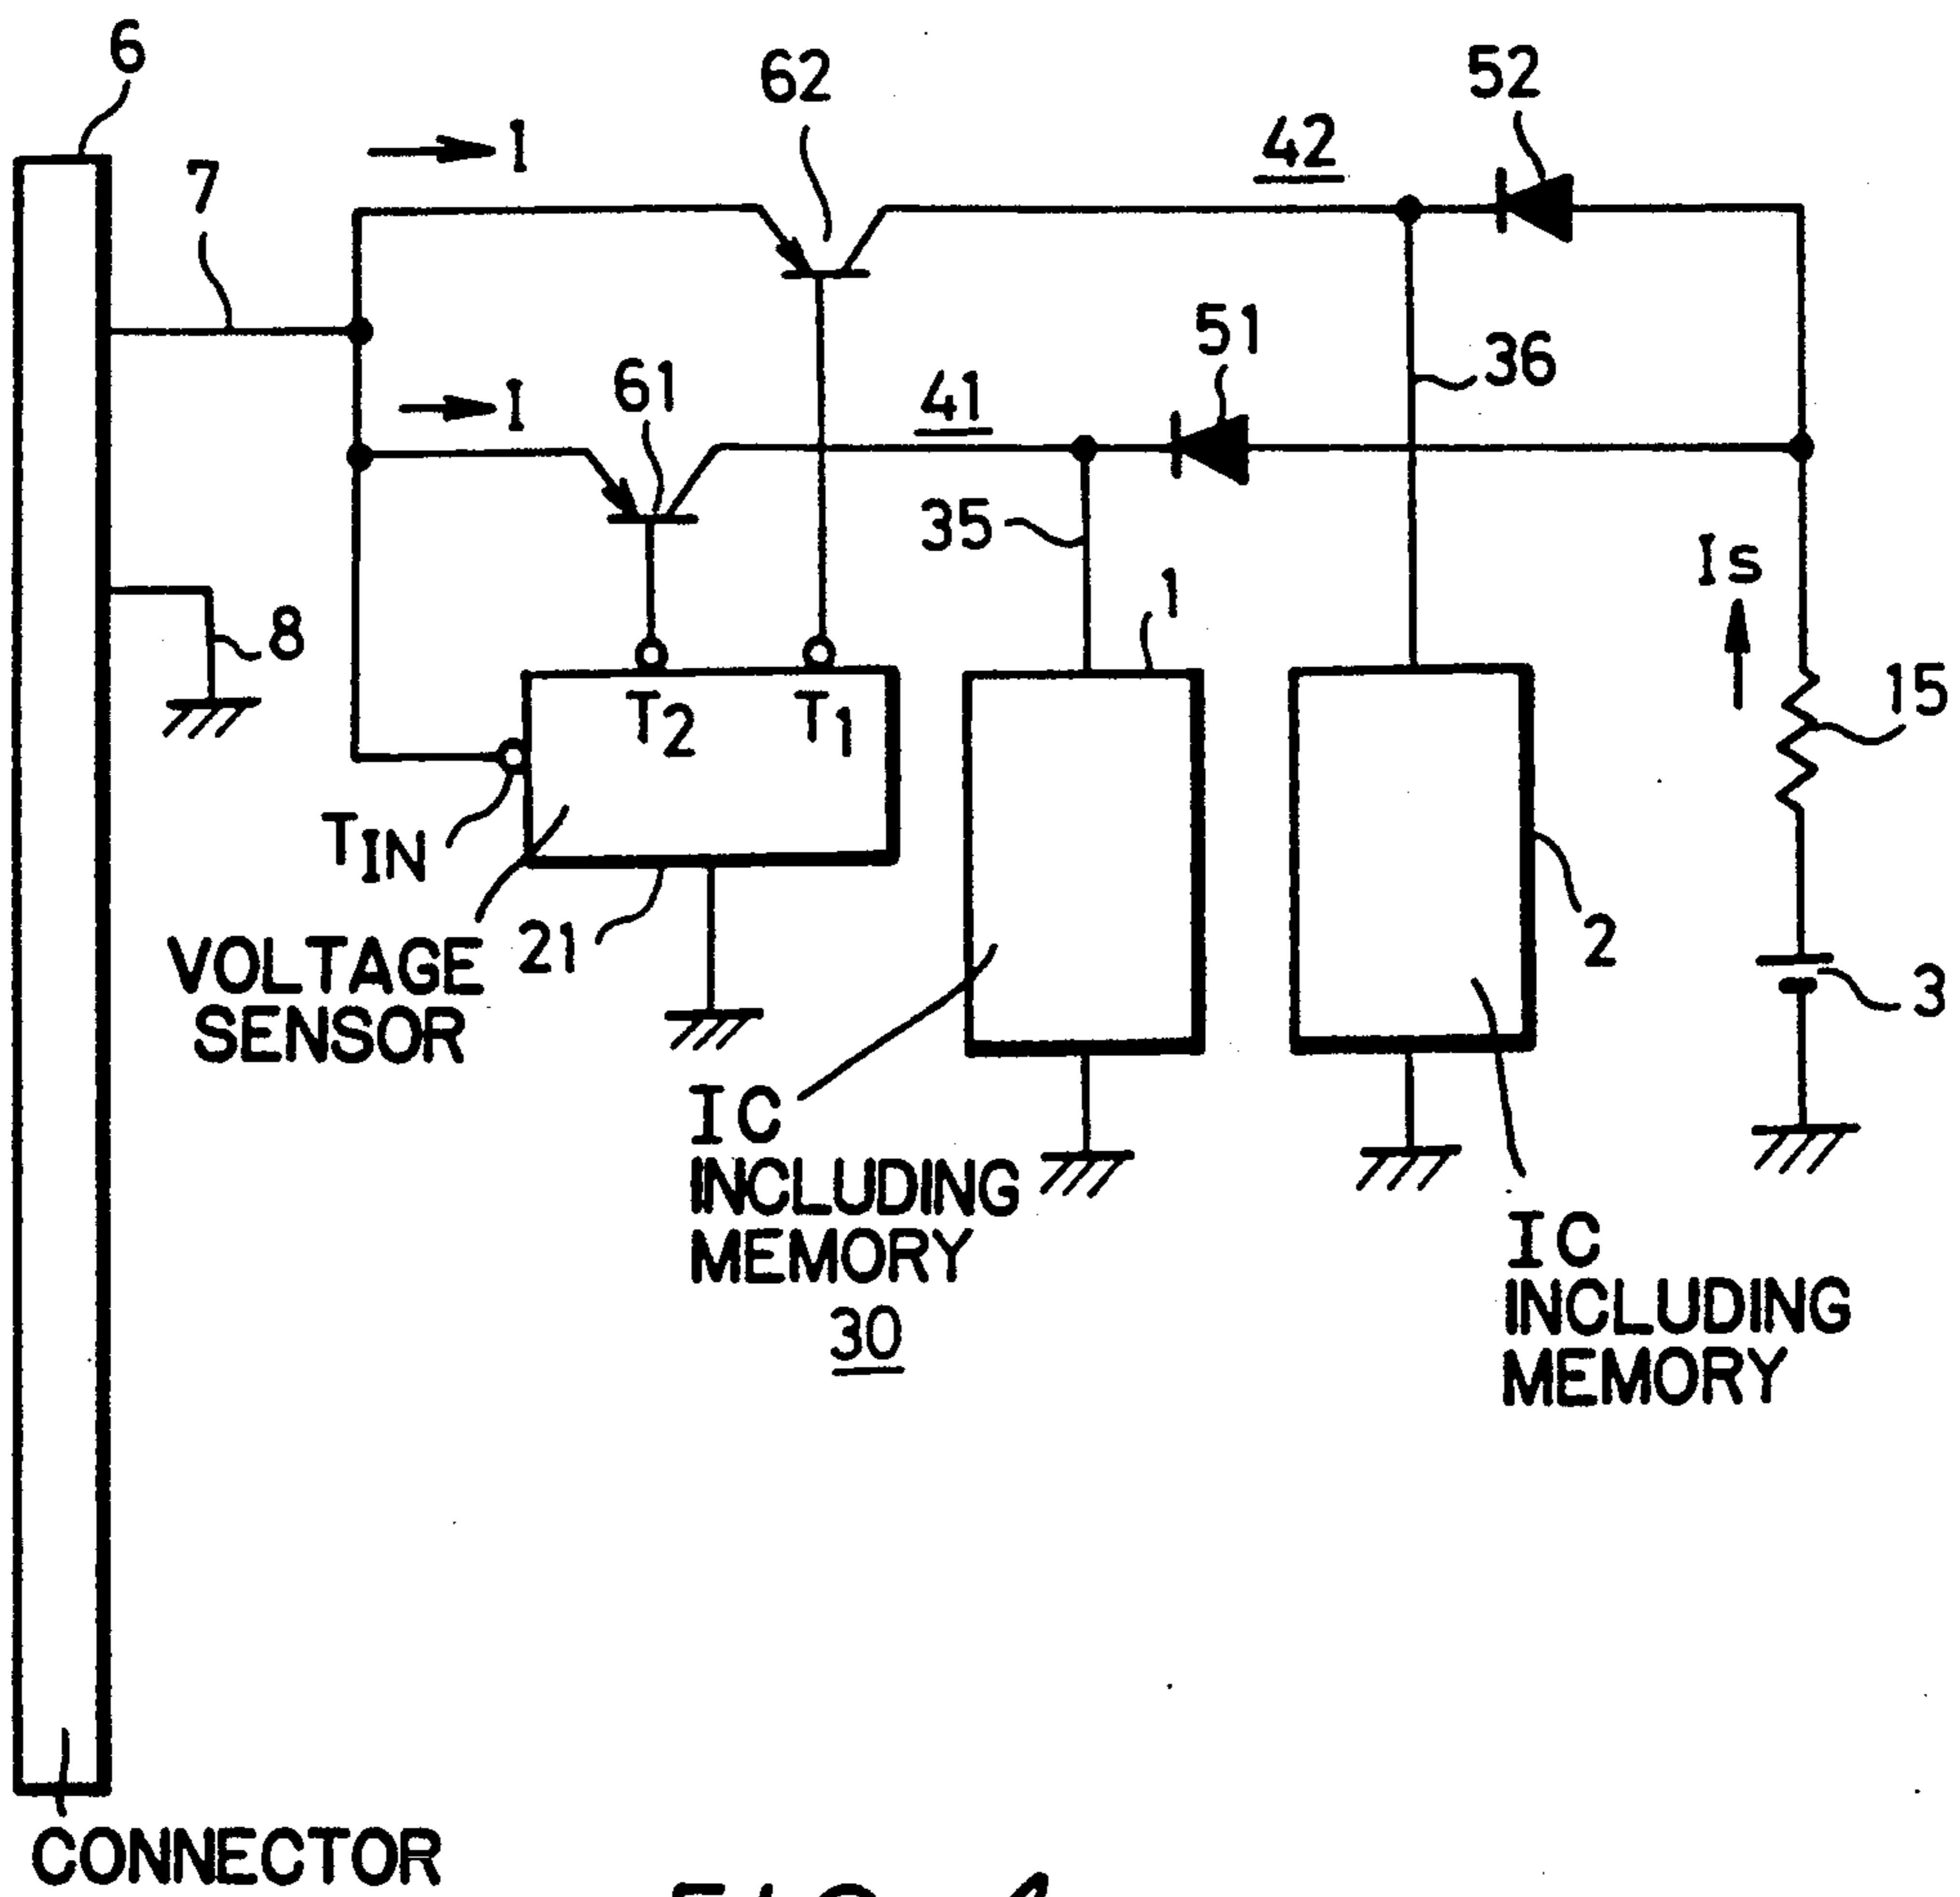 6
62
52
I
42
7
51
36
61
I
41
35
Is
1
8
15
T2
T1
TIN
21
2
3
VOLTAGE
SENSOR
IC
INCLUDING
MEMORY
30
IC
INCLUDING
MEMORY
CONNECTOR